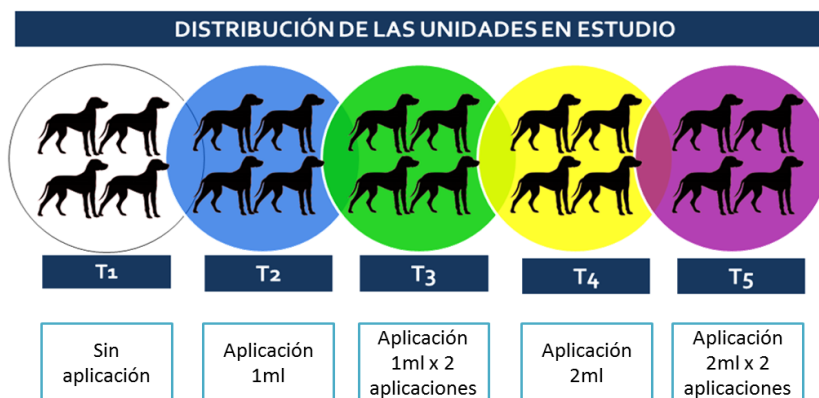 DISTRIBUCIÓN DE LAS UNIDADES EN ESTUDIO
T1
T2
T3
T4
T5
Sin
aplicación
Aplicación
1ml
Aplicación
1ml x 2
aplicaciones
Aplicación
2ml
Aplicación
2ml x 2
aplicaciones